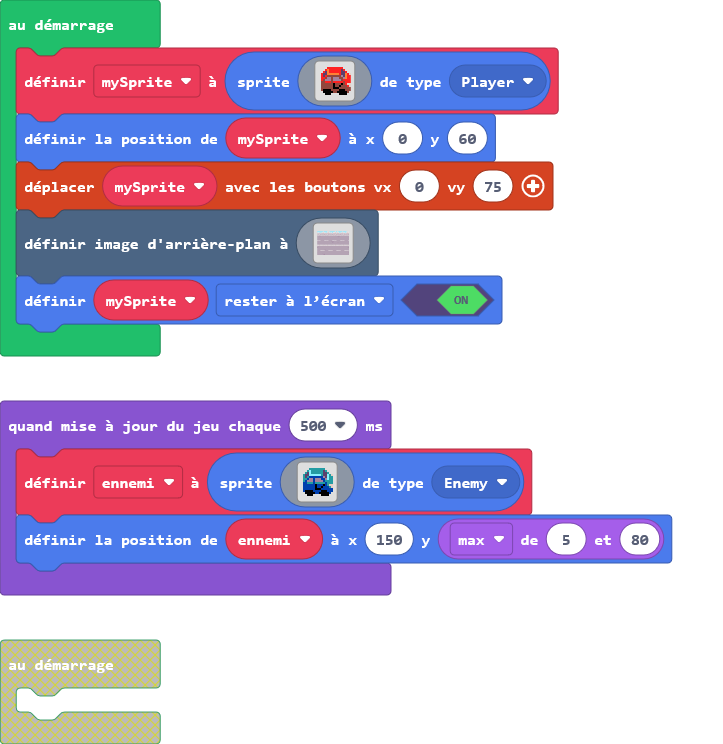 au démarrage
définir mySprite à sprite de type Player
définir la position de mySprite à x 0 y 60
déplacer mySprite avec les boutons vx 0 vy 75
définir image d'arrière-plan à
définir mySprite rester à l’écran ON
quand mise à jour du jeu chaque 500 ms
définir ennemi à sprite de type Enemy
définir la position de ennemi à x 150 y max de 5 et 80
au démarrage